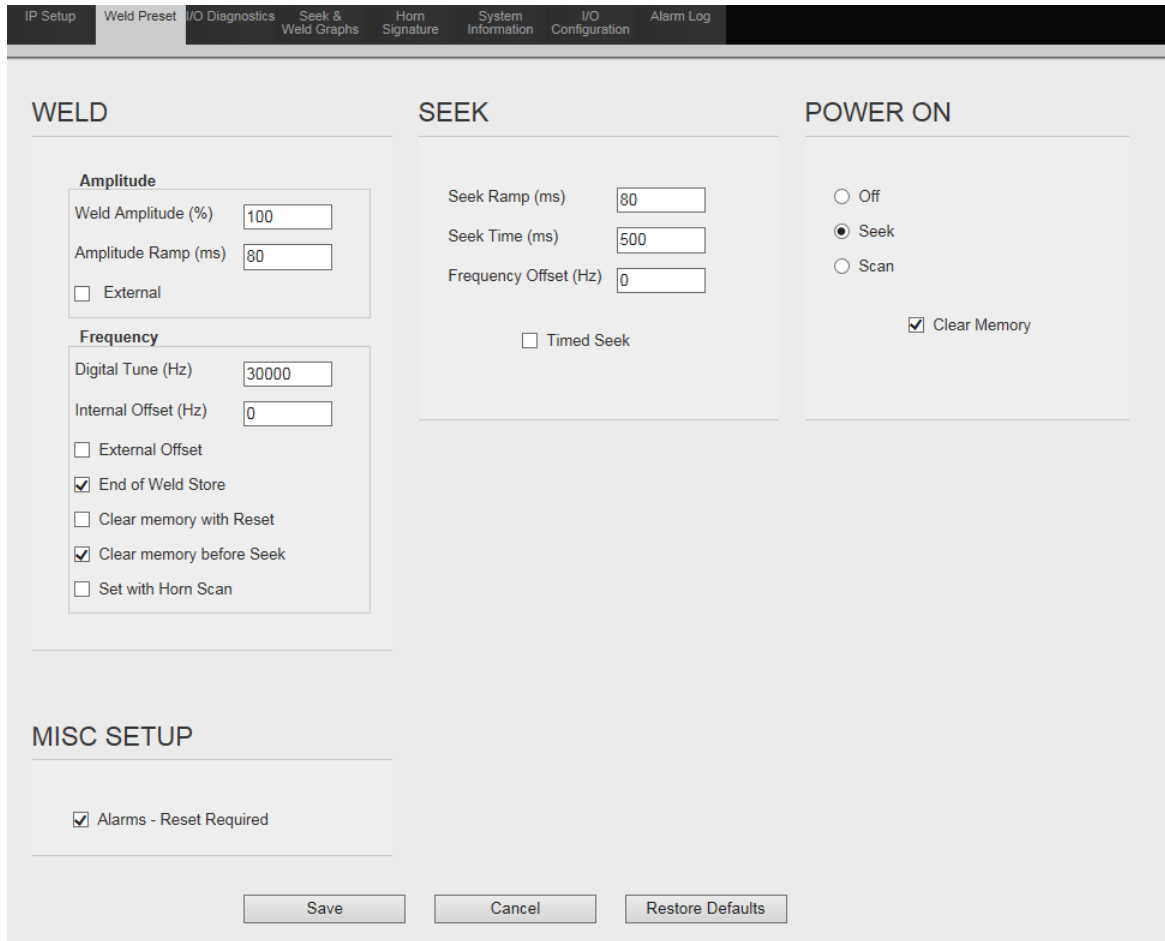 IP Setup
Weld Preset
I/O Diagnostics
Seek &
Weld Graphs
Horn
Signature
System
Information
I/O
Configuration
Alarm Log
WELD
Amplitude
Weld Amplitude (%) 100
Amplitude Ramp (ms) 80
External
Frequency
Digital Tune (Hz) 30000
Internal Offset (Hz) 0
External Offset
End of Weld Store
Clear memory with Reset
Clear memory before Seek
Set with Horn Scan
SEEK
Seek Ramp (ms) 80
Seek Time (ms) 500
Frequency Offset (Hz) 0
Timed Seek
POWER ON
Off
Seek
Scan
Clear Memory
MISC SETUP
Alarms - Reset Required
Save Cancel Restore Defaults